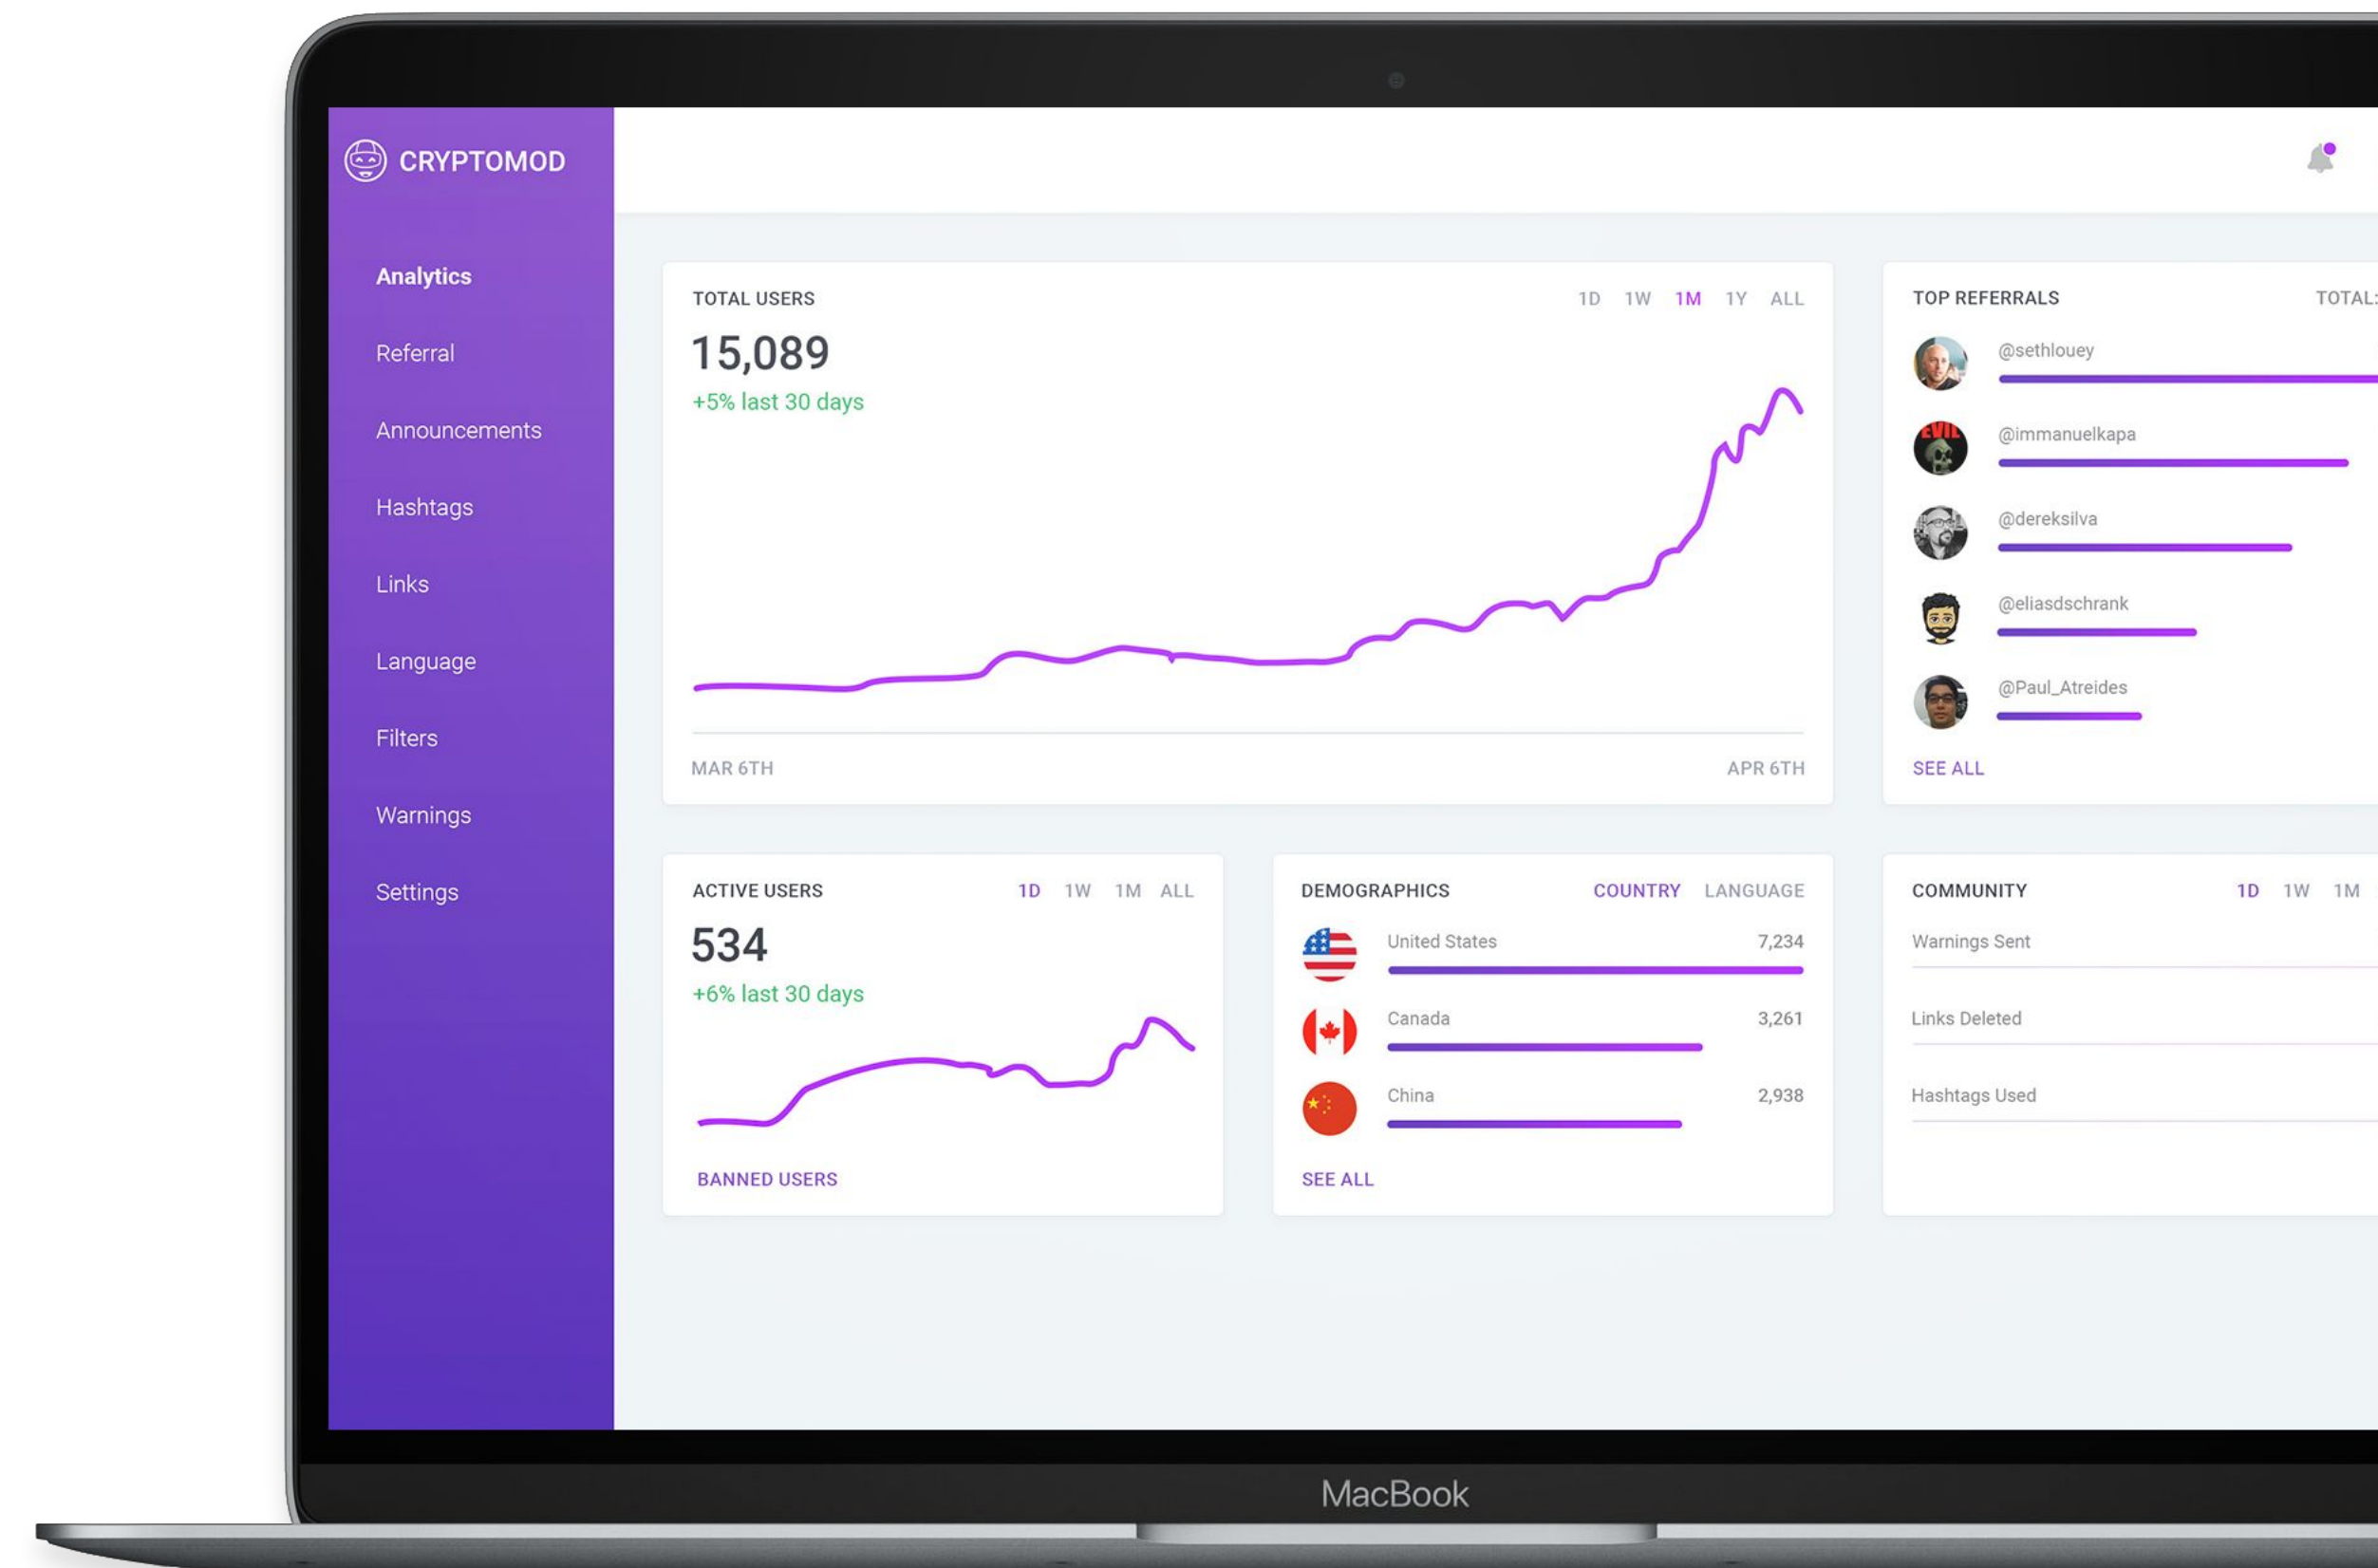 CRYPTOMOD
Analytics
Referral
Announcements
Hashtags
Links
Language
Filters
Warnings
Settings
TOTAL USERS
1D 1W 1M 1Y ALL
15,089
+5% last 30 days
MAR 6TH
APR 6TH
TOP REFERRALS
TOTAL:
@sethlouey
EVIL
@immanuelkapa
@dereksilva
@eliasdschrank
@Paul_Atreides
SEE ALL
ACTIVE USERS
1D 1W 1M ALL
534
+6% last 30 days
BANNED USERS
DEMOGRAPHICS
COUNTRY LANGUAGE
United States 7,234
Canada 3,261
China 2,938
SEE ALL
COMMUNITY
1D 1W 1M
Warnings Sent
Links Deleted
Hashtags Used
MacBook